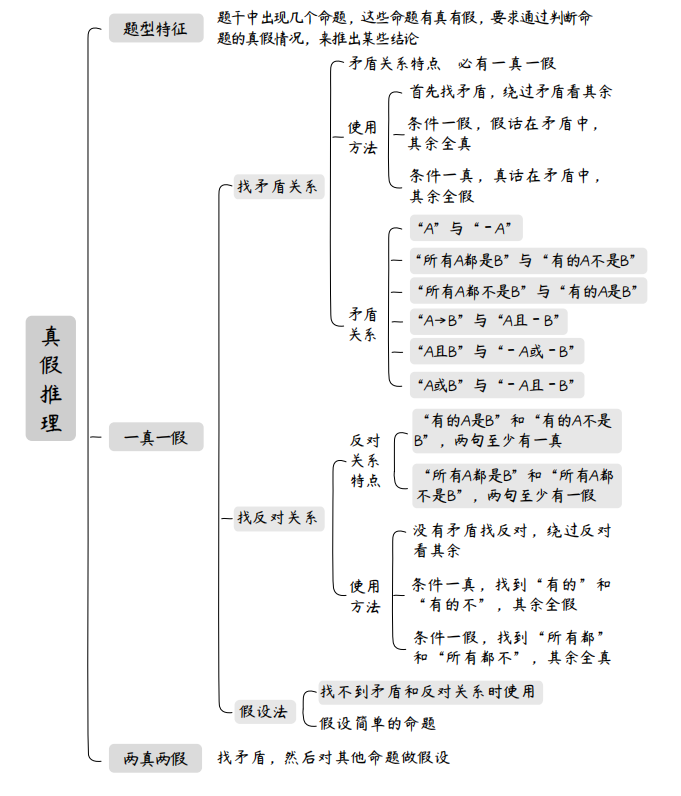 真假推理
题型特征
题干中出现几个命题，这些命题有真有假，要求通过判断命
题的真假情况，来推出某些结论
一真一假
找矛盾关系
矛盾关系特点 必有一真一假
使用
方法
首先找矛盾，绕过矛盾看其余
条件一假，假话在矛盾中，
其余全真
条件一真，真话在矛盾中，
其余全假
矛盾
关系
“A”与“-A”
“所有A都是B”与“有的A不是B”
“所有A都不是B”与“有的A是B”
“A→B”与“A且-B”
“A且B”与“-A或-B”
“A或B”与“-A且-B”
找反对关系
反对
关系
特点
“有的A是B”和“有的A不是
B”，两句至少有一真
“所有A都是B”和“所有A都
不是B”，两句至少有一假
使用
方法
没有矛盾找反对，绕过反对
看其余
条件一真，找到“有的”和
“有的不”，其余全假
条件一假，找到“所有都”
和“所有都不”，其余全真
假设法
找不到矛盾和反对关系时使用
假设简单的命题
两真两假
找矛盾，然后对其他命题做假设